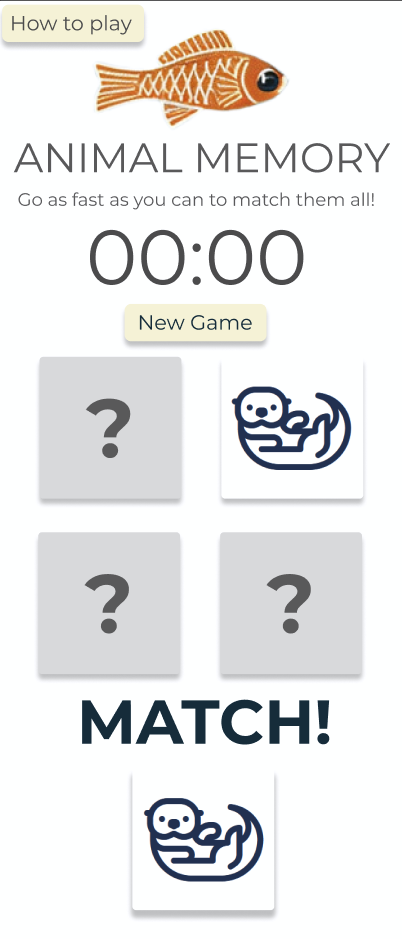 How to play
ANIMAL MEMORY
Go as fast as you can to match them all!
00:00
New Game
?
? ?
MATCH!